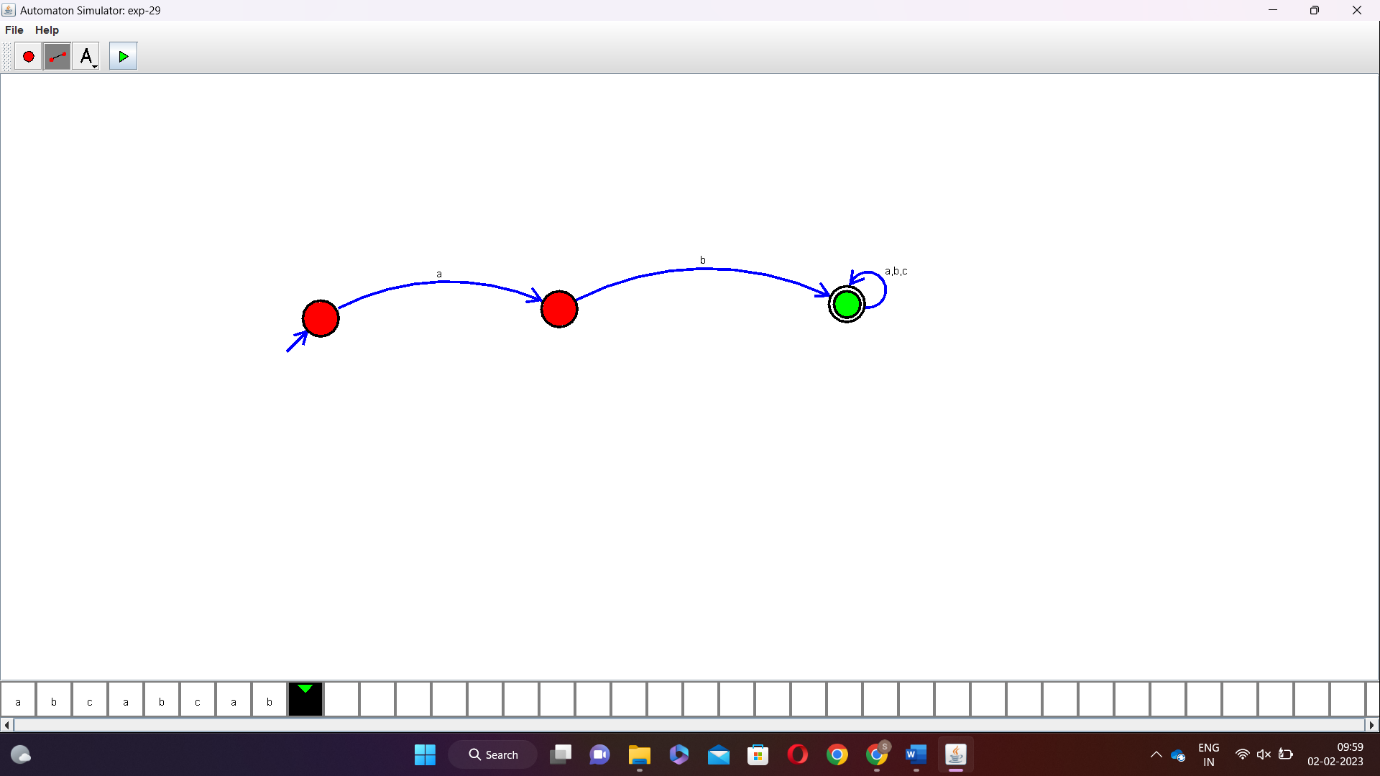 Automaton Simulator: exp-29
File Help
A
a
b
a,b,c
a b c a b c a b
Search
S
W
ENG
IN
09:59
02-02-2023